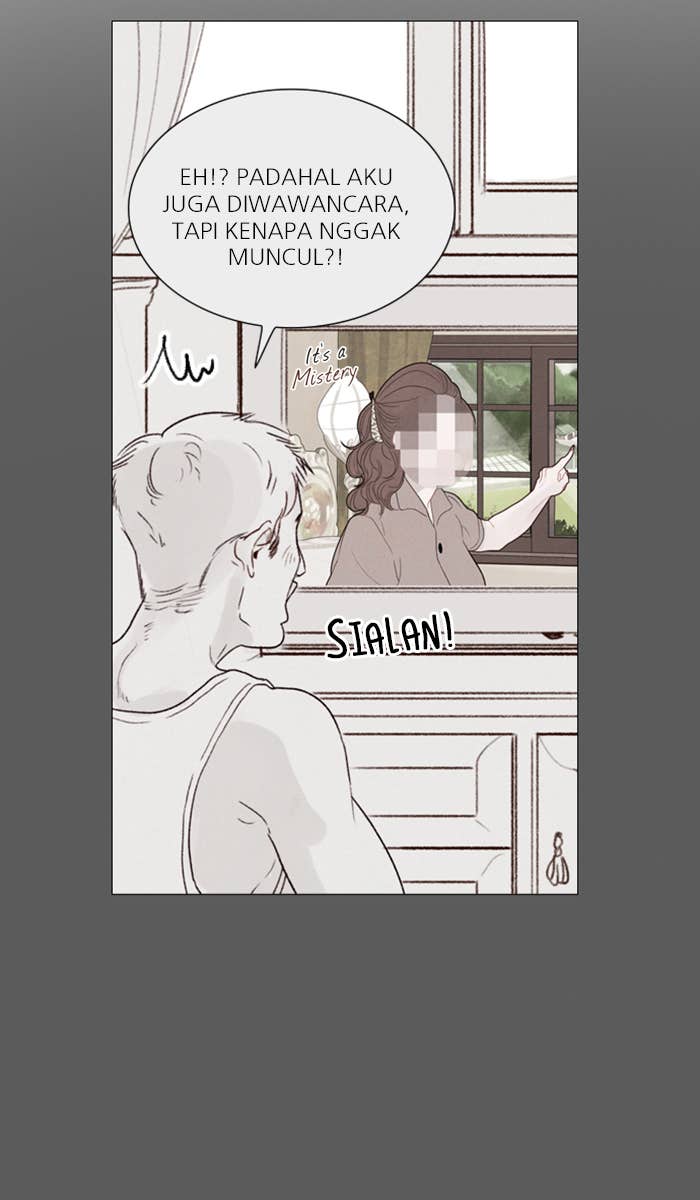 EH!? PADAHAL AKU
JUGA DIWAWANCARA,
TAPI KENAPA NGGAK
MUNCUL?!
It's a
Mistery
SIALAN!